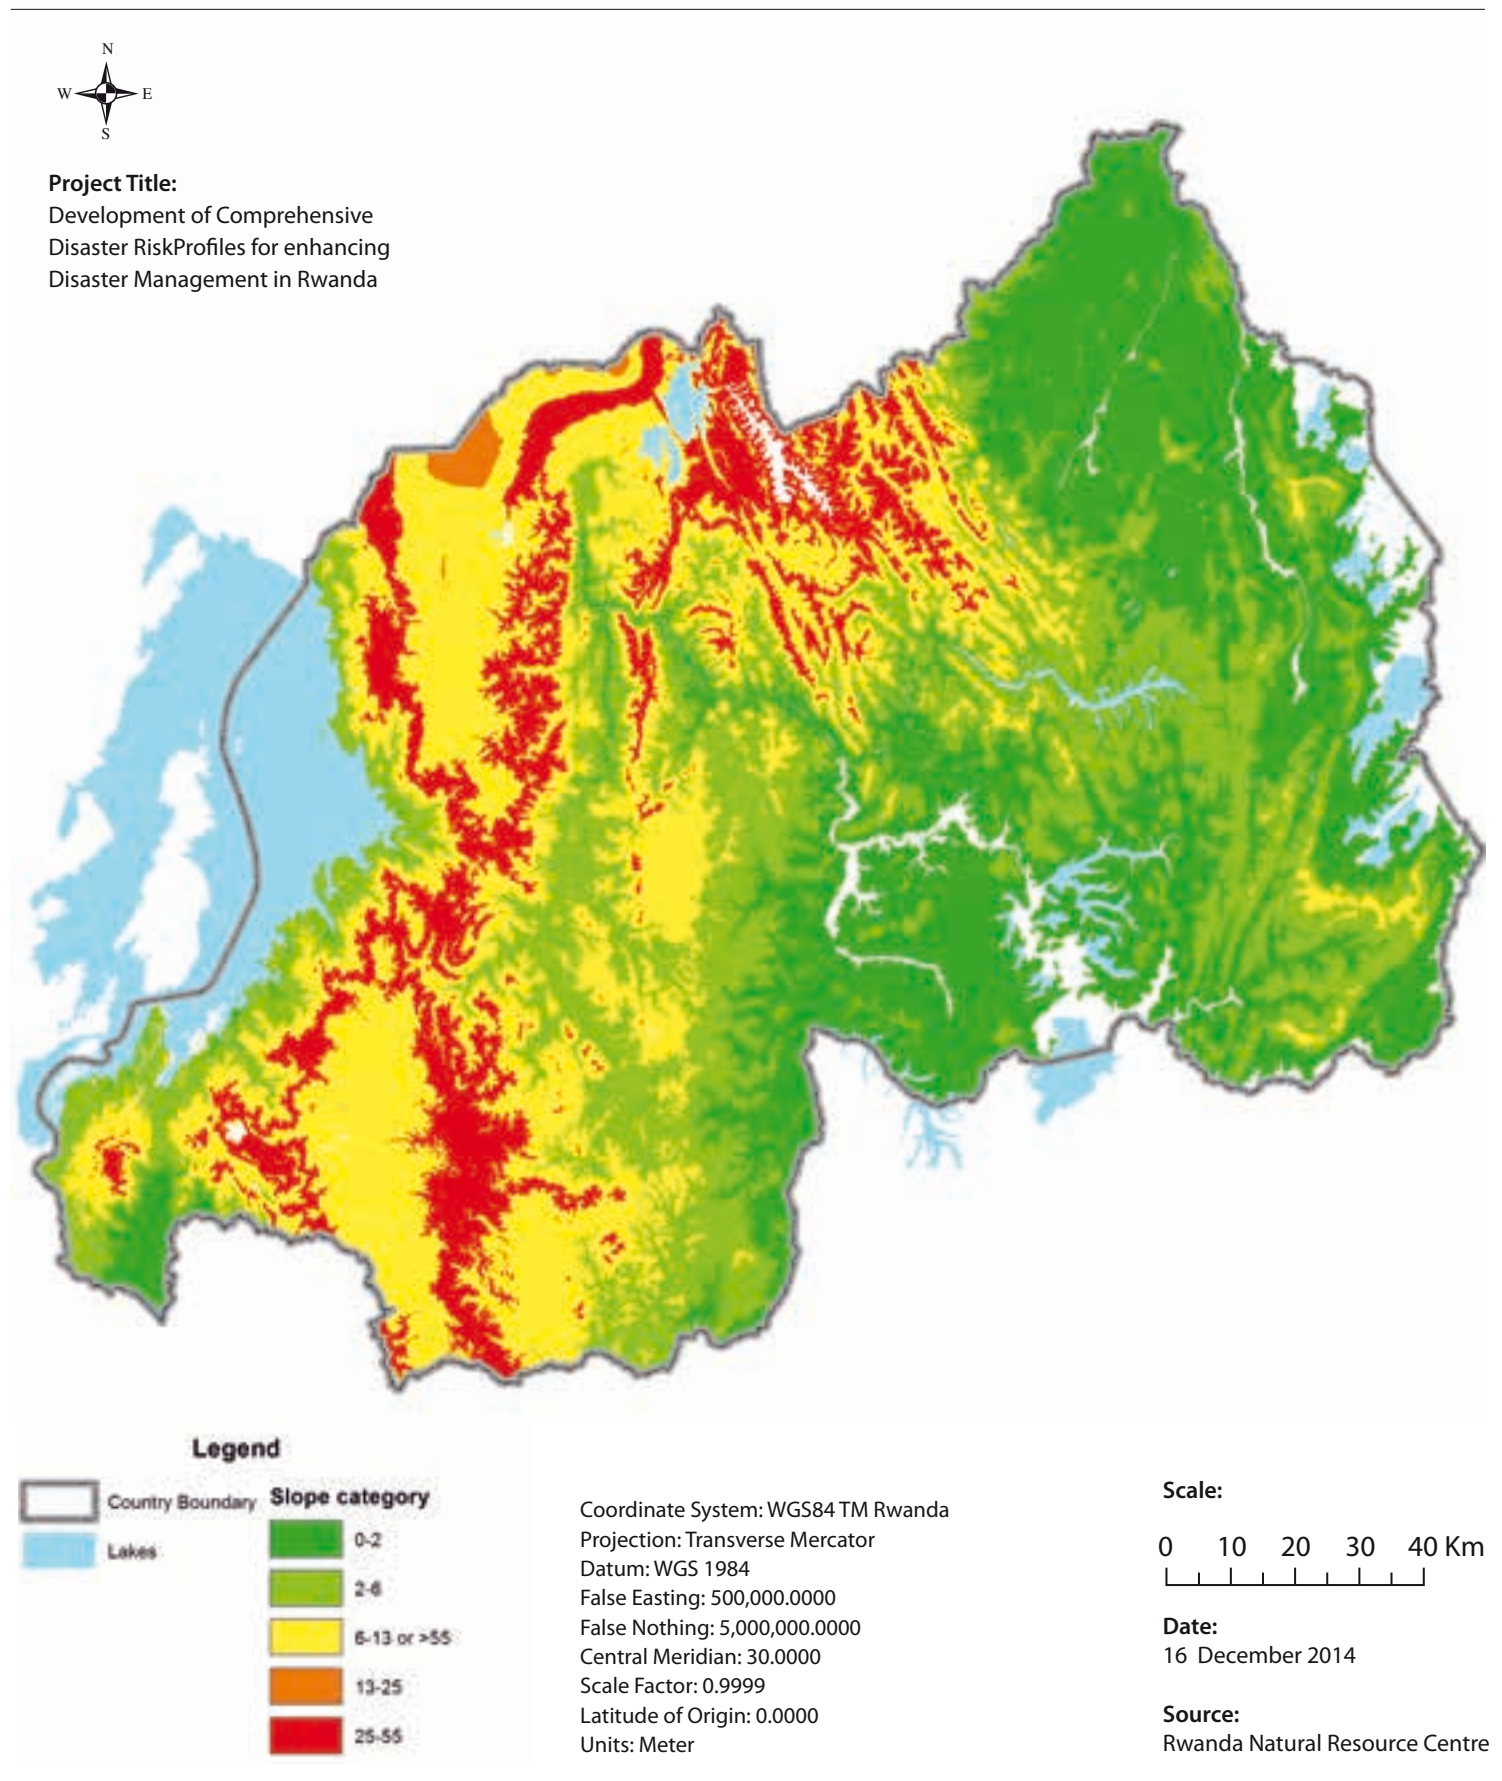 N
W E
S
Project Title:
Development of Comprehensive
Disaster RiskProfiles for enhancing
Disaster Management in Rwanda
Legend
Country Boundary
Lakes
Slope category
0-2
2-6
6-13 or >55
13-25
25-55
Coordinate System: WGS84 TM Rwanda
Projection: Transverse Mercator
Datum: WGS 1984
False Easting: 500,000.0000
False Nothing: 5,000,000.0000
Central Meridian: 30.0000
Scale Factor: 0.9999
Latitude of Origin: 0.0000
Units: Meter
Scale:
0 10 20 30 40 Km
Date:
16 December 2014
Source:
Rwanda Natural Resource Centre